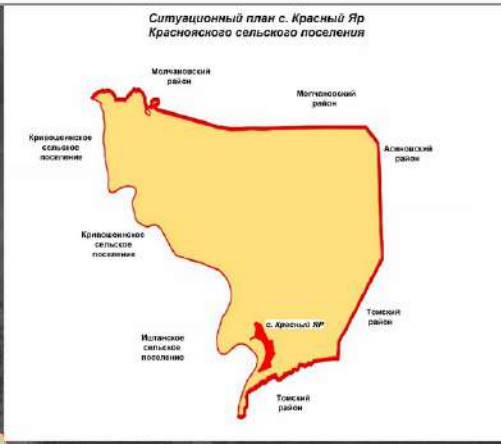 Ситуационный план с. Красный Яр
Краснояского сельского поселения
Молчановский
район
Молчановский
район
Кривошеинское
сельское
поселение
Асиновский
район
Кривошеинское
сельское
поселение
с. Красный ЯР
Томский
район
Иштанское
сельское
поселение
Томский
район